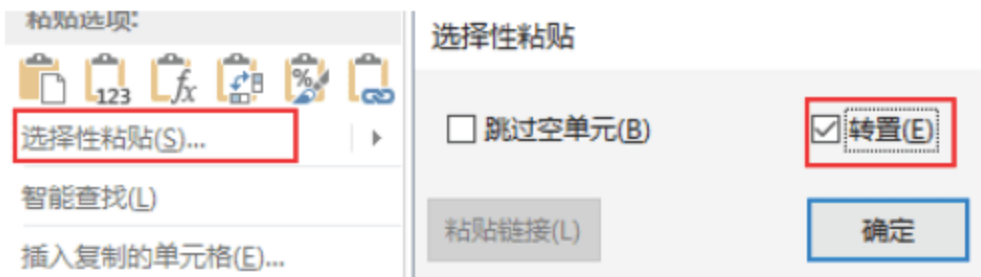 粘贴选项:
123 fx %
选择性粘贴(S)...
智能查找(L)
插入复制的单元格(E)...
选择性粘贴
跳过空单元(B)
转置(E)
粘贴链接(L)
确定